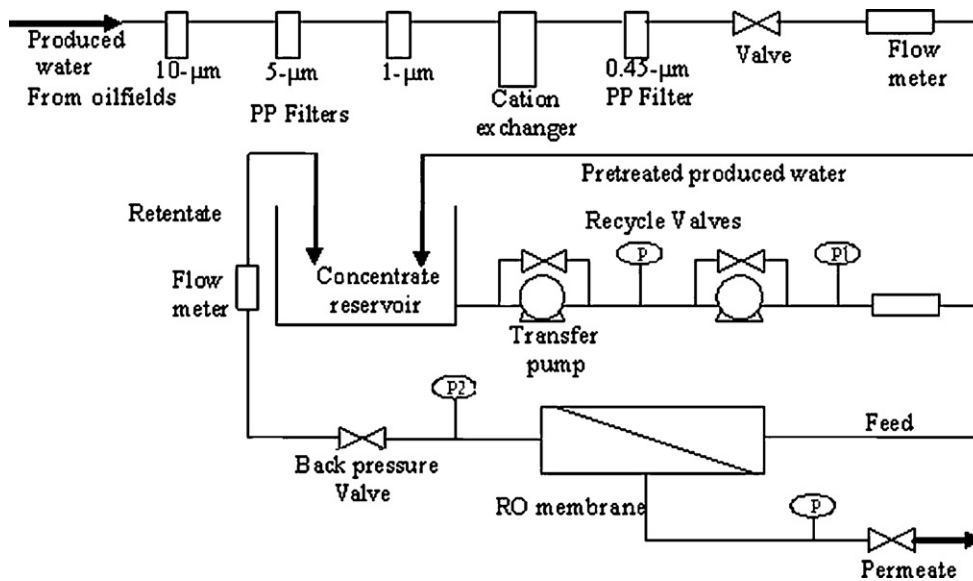 Produced
water
From oilfields
10-μm
5-μm
1-μm
PP Filters
Cation
exchanger
0.45-μm
PP Filter
Valve
Flow
meter
Pretreated produced water
Retentate
Recycle Valves
Flow
meter
Concentrate
reservoir
P
P1
Transfer
pump
P2
Feed
Back pressure
Valve
RO membrane
P
Permeate